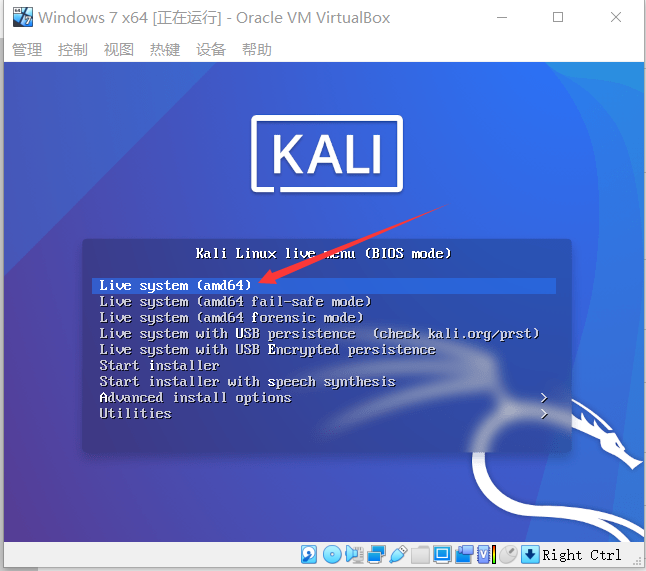 Windows 7 x64 [正在运行] - Oracle VM VirtualBox
管理 控制 视图 热键 设备 帮助
KALI
Kali Linux live menu (BIOS mode)
Live system (amd64)
Live system (amd64 fail-safe mode)
Live system (amd64 forensic mode)
Live system with USB persistence  (check kali.org/prst)
Live system with USB Encrypted persistence
Start installer
Start installer with speech synthesis
Advanced install options >
Utilities >
Right Ctrl